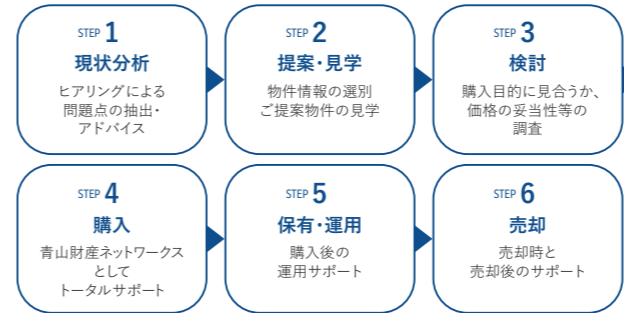 STEP 1
現状分析
ヒアリングによる
問題点の抽出・
アドバイス
STEP 2
提案・見学
物件情報の選別
ご提案物件の見学
STEP 3
検討
購入目的に見合うか、
価格の妥当性等の
調査
STEP 4
購入
青山財産ネットワークス
として
トータルサポート
STEP 5
保有・運用
購入後の
運用サポート
STEP 6
売却
売却時と
売却後のサポート